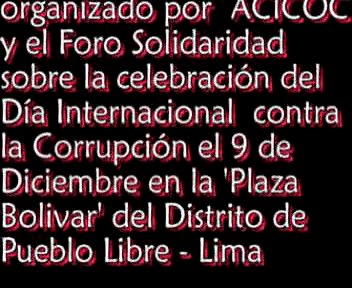 organizado por ACICOC
y el Foro Solidaridad
sobre la celebración del
Día Internacional contra
la Corrupción el 9 de
Diciembre en la 'Plaza
Bolivar' del Distrito de
Pueblo Libre - Lima